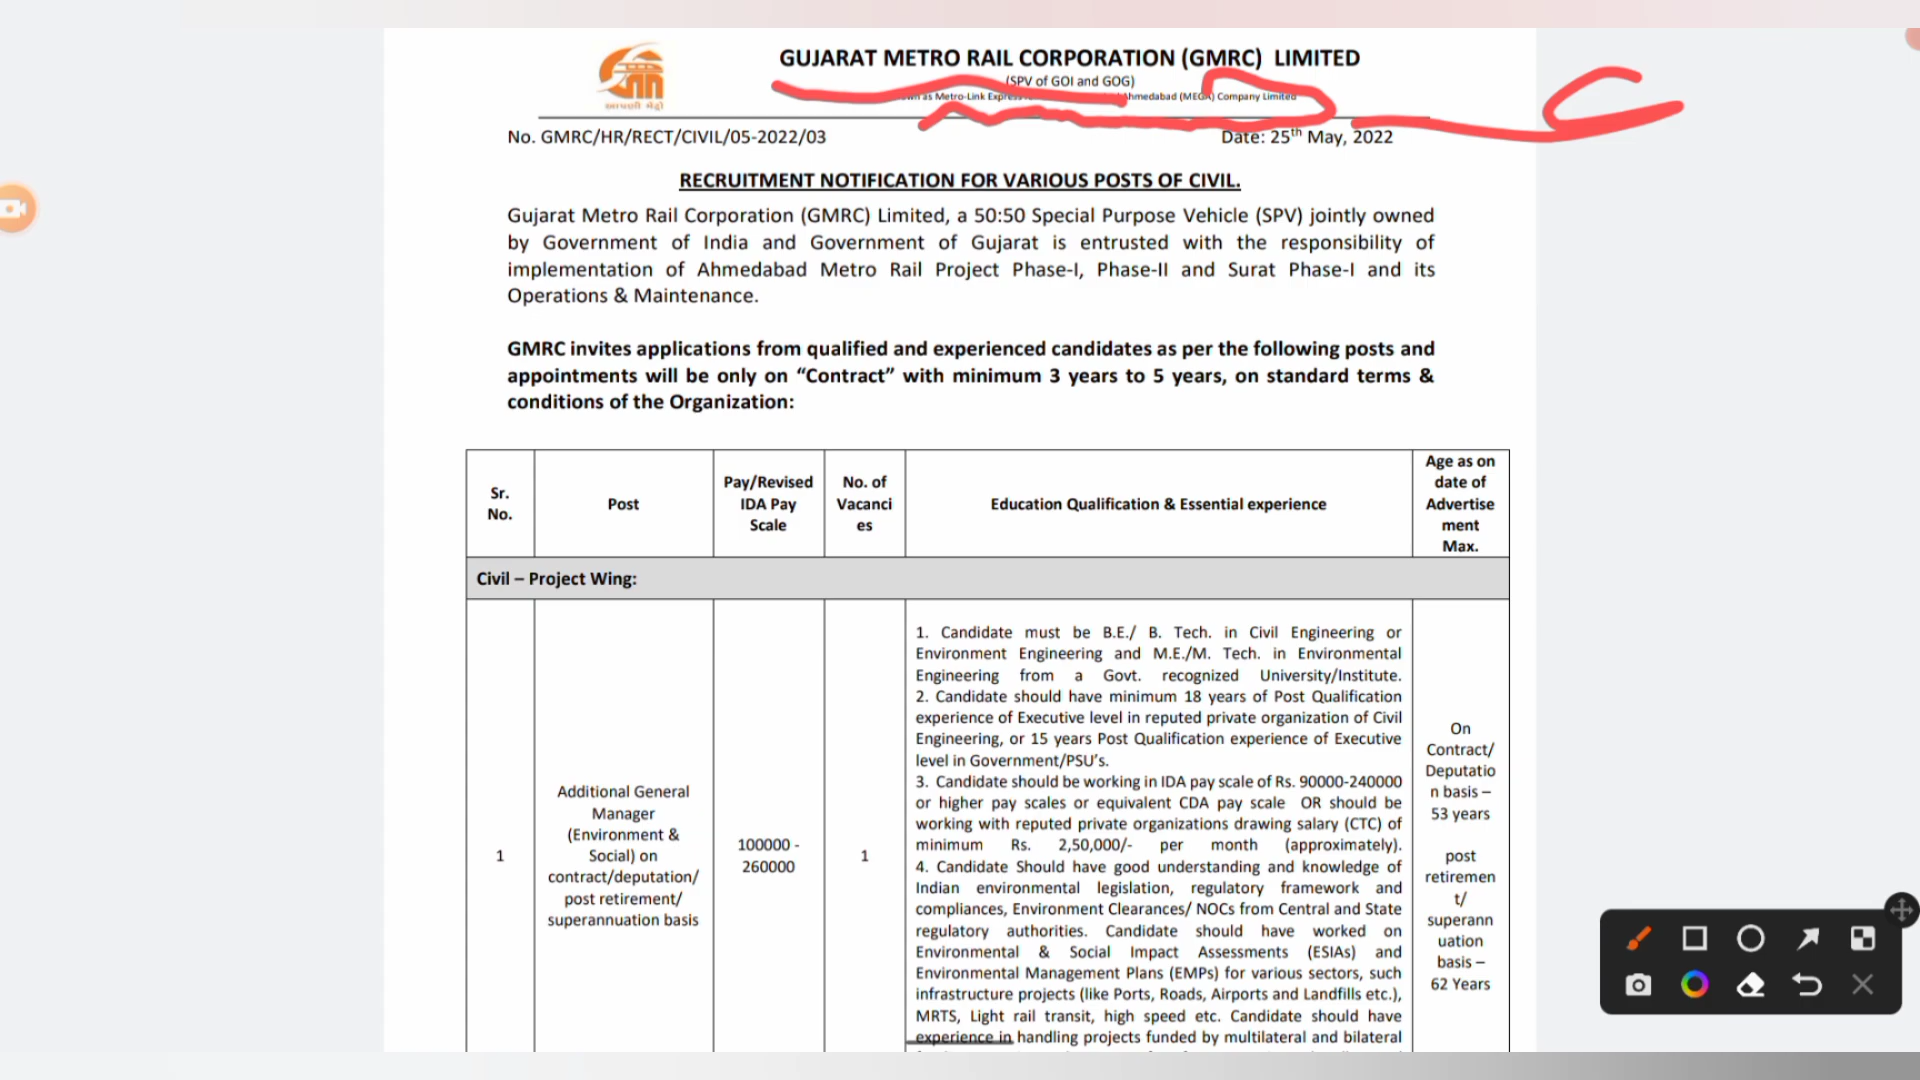 GUJARAT METRO RAIL CORPORATION (GMRC) LIMITED
(SPV of GOI and GOG)
as Metro-Link Ahmedabad (MEGA) Company Limited
આપણી મેટ્રો
No. GMRC/HR/RECT/CIVIL/05-2022/03 Date: 25th May, 2022
RECRUITMENT NOTIFICATION FOR VARIOUS POSTS OF CIVIL.
Gujarat Metro Rail Corporation (GMRC) Limited, a 50:50 Special Purpose Vehicle (SPV) jointly owned
by Government of India and Government of Gujarat is entrusted with the responsibility of
implementation of Ahmedabad Metro Rail Project Phase-I, Phase-II and Surat Phase-I and its
Operations & Maintenance.
GMRC invites applications from qualified and experienced candidates as per the following posts and
appointments will be only on “Contract” with minimum 3 years to 5 years, on standard terms &
conditions of the Organization:
Sr.
No.
Post
Pay/Revised
IDA Pay
Scale
No. of
Vacanci
es
Education Qualification & Essential experience
Age as on
date of
Advertise
ment
Max.
Civil – Project Wing:
1
Additional General
Manager
(Environment &
Social) on
contract/deputation/
post retirement/
superannuation basis
100000 -
260000
1
1. Candidate must be B.E./ B. Tech. in Civil Engineering or
Environment Engineering and M.E./M. Tech. in Environmental
Engineering from a Govt. recognized University/Institute.
2. Candidate should have minimum 18 years of Post Qualification
experience of Executive level in reputed private organization of Civil
Engineering, or 15 years Post Qualification experience of Executive
level in Government/PSU’s.
3. Candidate should be working in IDA pay scale of Rs. 90000-240000
or higher pay scales or equivalent CDA pay scale OR should be
working with reputed private organizations drawing salary (CTC) of
minimum Rs. 2,50,000/- per month (approximately).
4. Candidate Should have good understanding and knowledge of
Indian environmental legislation, regulatory framework and
compliances, Environment Clearances/ NOCs from Central and State
regulatory authorities. Candidate should have worked on
Environmental & Social Impact Assessments (ESIAs) and
Environmental Management Plans (EMPs) for various sectors, such
infrastructure projects (like Ports, Roads, Airports and Landfills etc.),
MRTS, Light rail transit, high speed etc. Candidate should have
experience in handling projects funded by multilateral and bilateral
On
Contract/
Deputatio
n basis –
53 years
post
retiremen
t/
superann
uation
basis –
62 Years